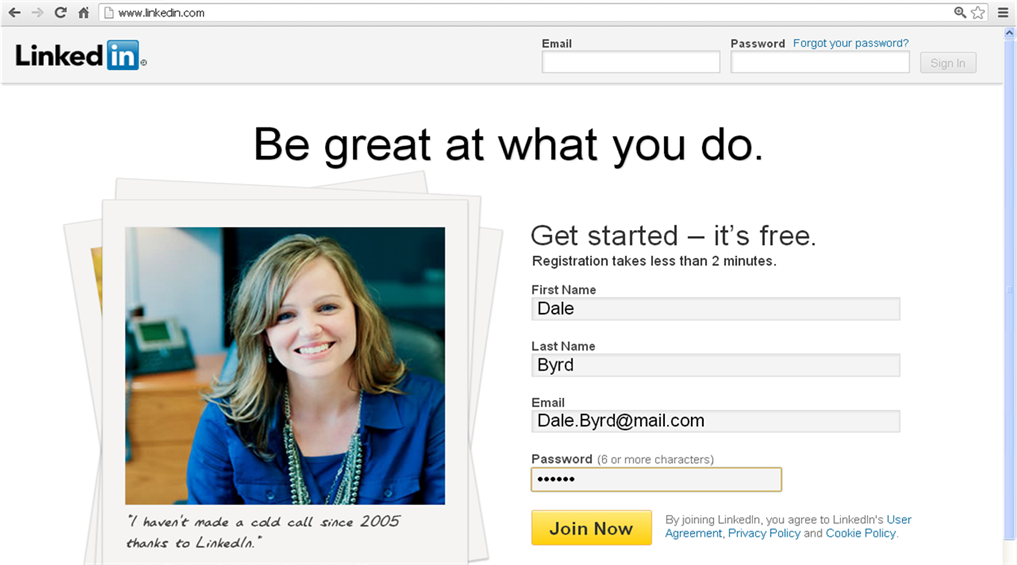 www.linkedin.com
Linked in
Email
Password Forgot your password?
Sign In
Be great at what you do.
Get started – it's free.
Registration takes less than 2 minutes.
First Name
Dale
Last Name
Byrd
Email
Dale.Byrd@mail.com
Password (6 or more characters)
••••••
Join Now
By joining LinkedIn, you agree to LinkedIn's User
Agreement, Privacy Policy and Cookie Policy.
"I haven't made a cold call since 2005
thanks to LinkedIn."